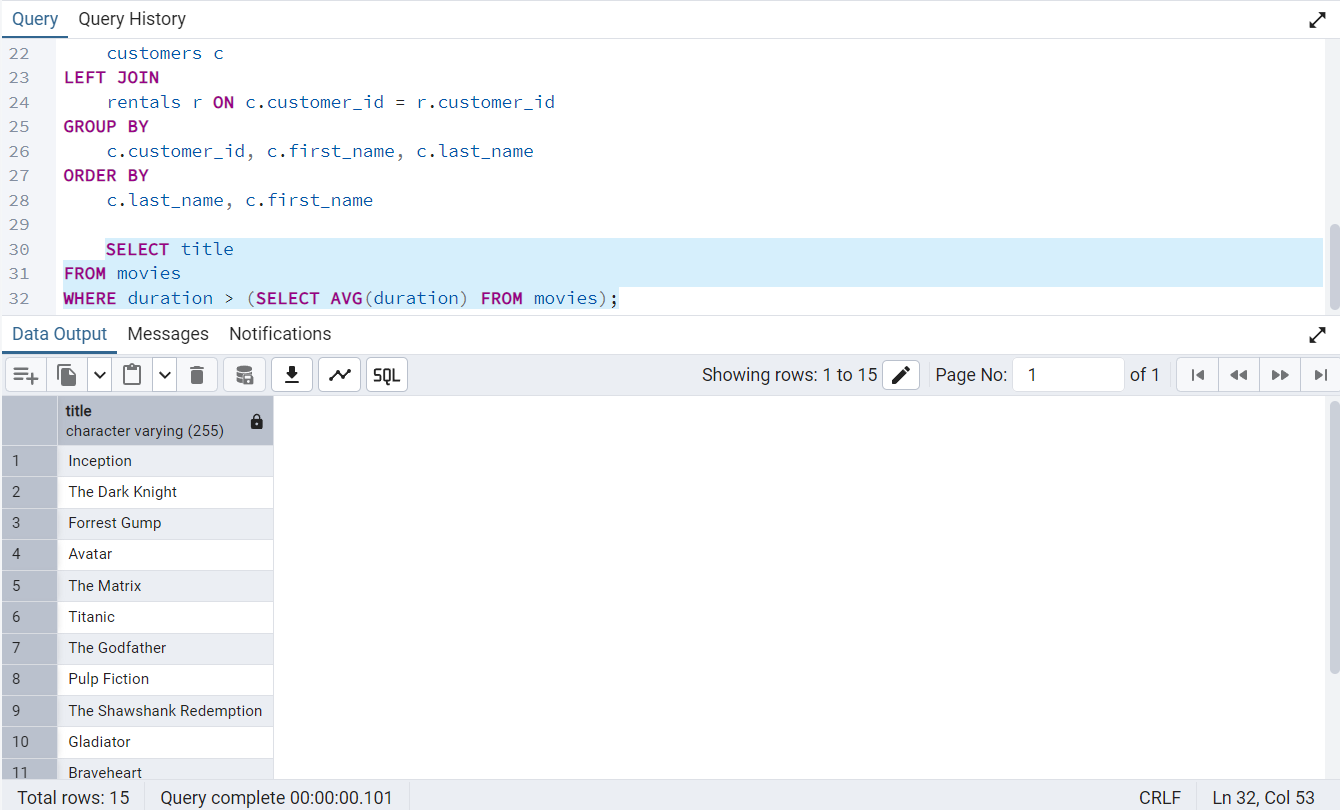 Query Query History
22 customers c
23 LEFT JOIN
24 rentals r ON c.customer_id = r.customer_id
25 GROUP BY
26 c.customer_id, c.first_name, c.last_name
27 ORDER BY
28 c.last_name, c.first_name
29
30 SELECT title
31 FROM movies
32 WHERE duration > (SELECT AVG(duration) FROM movies);
Data Output Messages Notifications
SQL Showing rows: 1 to 15 Page No: 1 of 1
title
character varying (255)
1 Inception
2 The Dark Knight
3 Forrest Gump
4 Avatar
5 The Matrix
6 Titanic
7 The Godfather
8 Pulp Fiction
9 The Shawshank Redemption
10 Gladiator
11 Braveheart
Total rows: 15 Query complete 00:00:00.101 CRLF Ln 32, Col 53